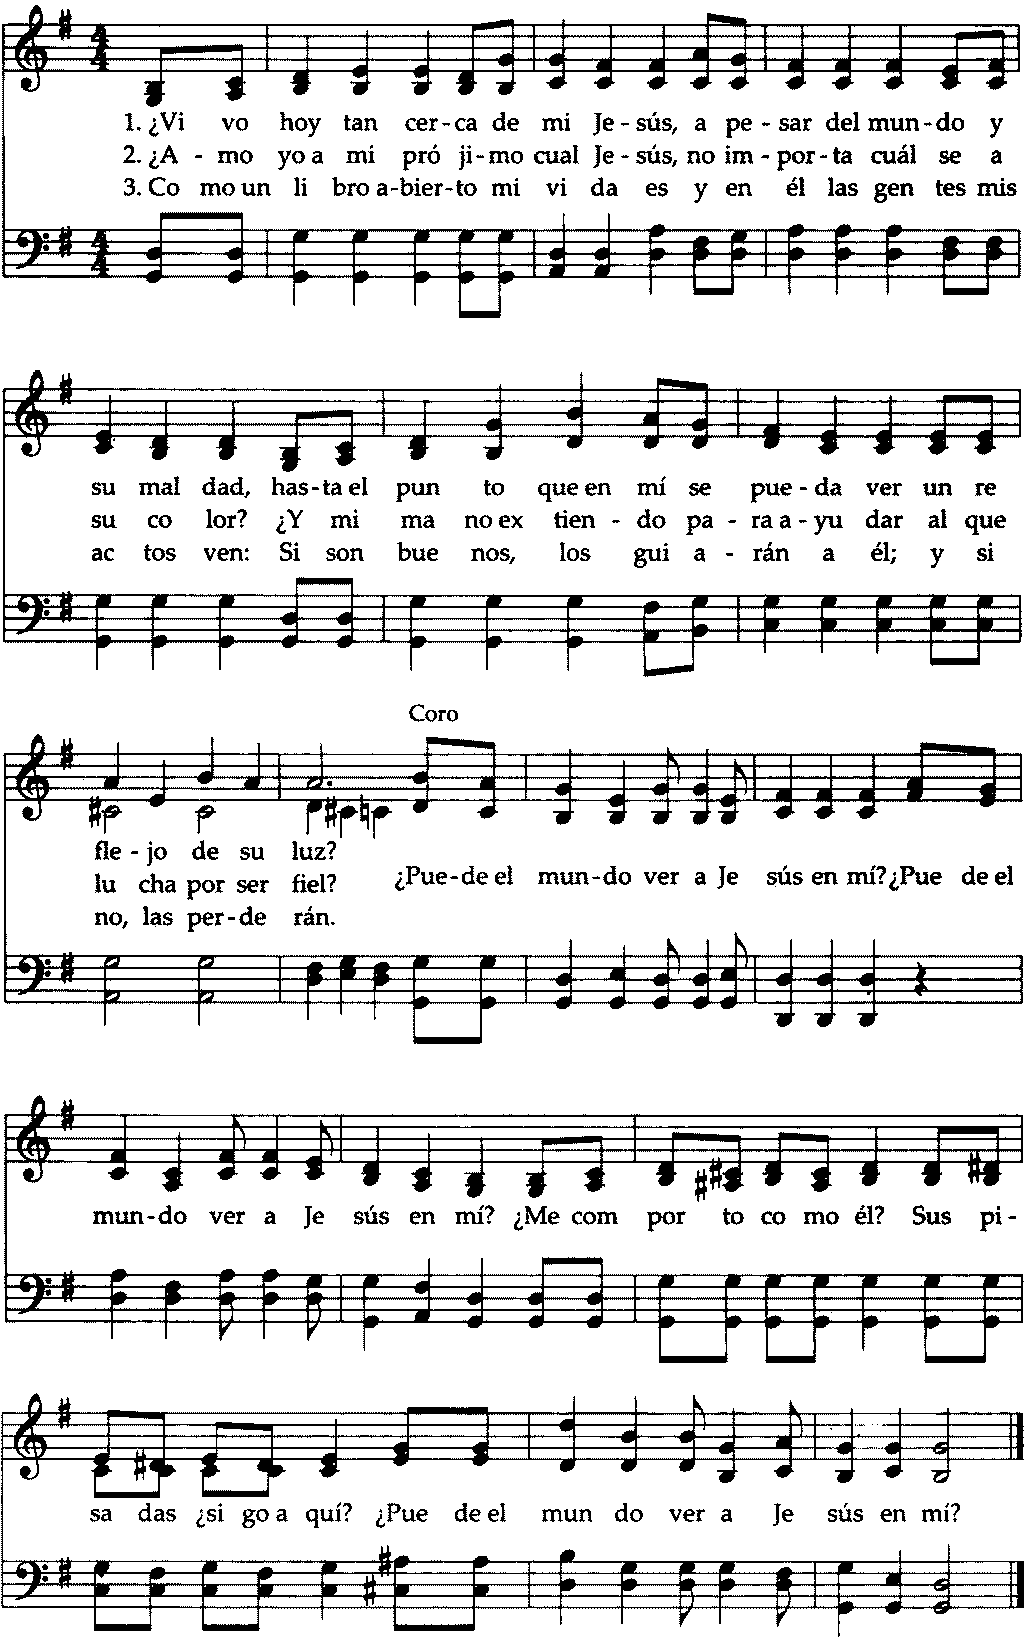 1. ¿Vi vo hoy tan cer-ca de mi Je-sús, a pe-sar del mun-do y
2. ¿A-mo yo a mi pró ji-mo cual Je-sús, no im-por-ta cuál se a
3. Co mo un li bro a-bier-to mi vi da es y en él las gen tes mis
su mal dad, has-ta el pun to que en mí se pue-da ver un re
su co lor? ¿Y mi ma no ex tien-do pa-ra a-yu dar al que
ac tos ven: Si son bue nos, los gui a-rán a él; y si
Coro
fle-jo de su luz?
lu cha por ser fiel?
no, las per-de rán.
¿Pue-de el mun-do ver a Je sús en mí? ¿Pue de el
mun-do ver a Je sús en mí? ¿Me com por to co mo él? Sus pi-
sa das ¿si go a quí? ¿Pue de el mun do ver a Je sús en mí?